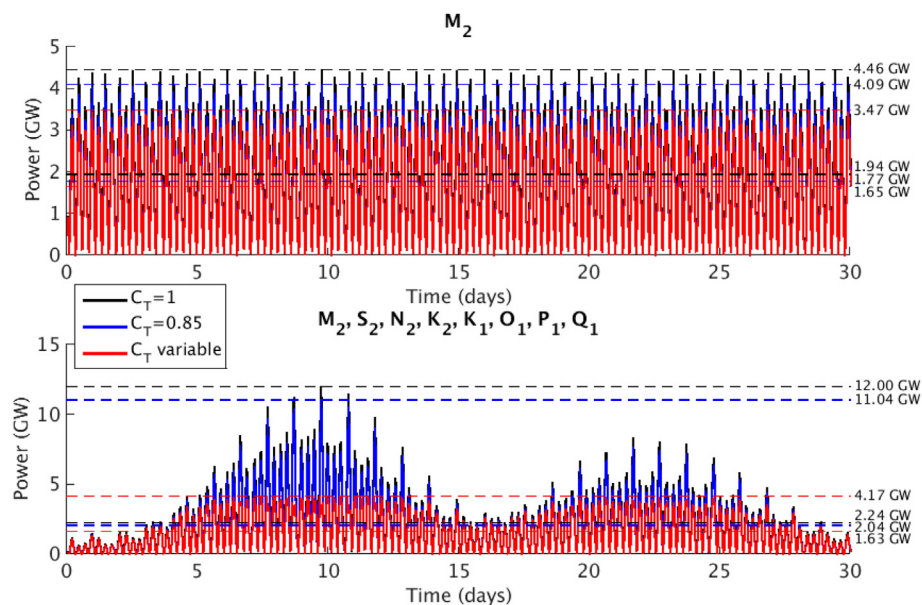 M2
5
4
3
2
1
0
Power (GW)
4.46 GW
4.09 GW
3.47 GW
1.94 GW
1.77 GW
1.65 GW
0 5 10 15 20 25 30
Time (days)
CT=1
CT=0.85
CT variable
M2, S2, N2, K2, K1, O1, P1, Q1
15
10
5
0
Power (GW)
12.00 GW
11.04 GW
4.17 GW
2.24 GW
2.04 GW
1.63 GW
0 5 10 15 20 25 30
Time (days)